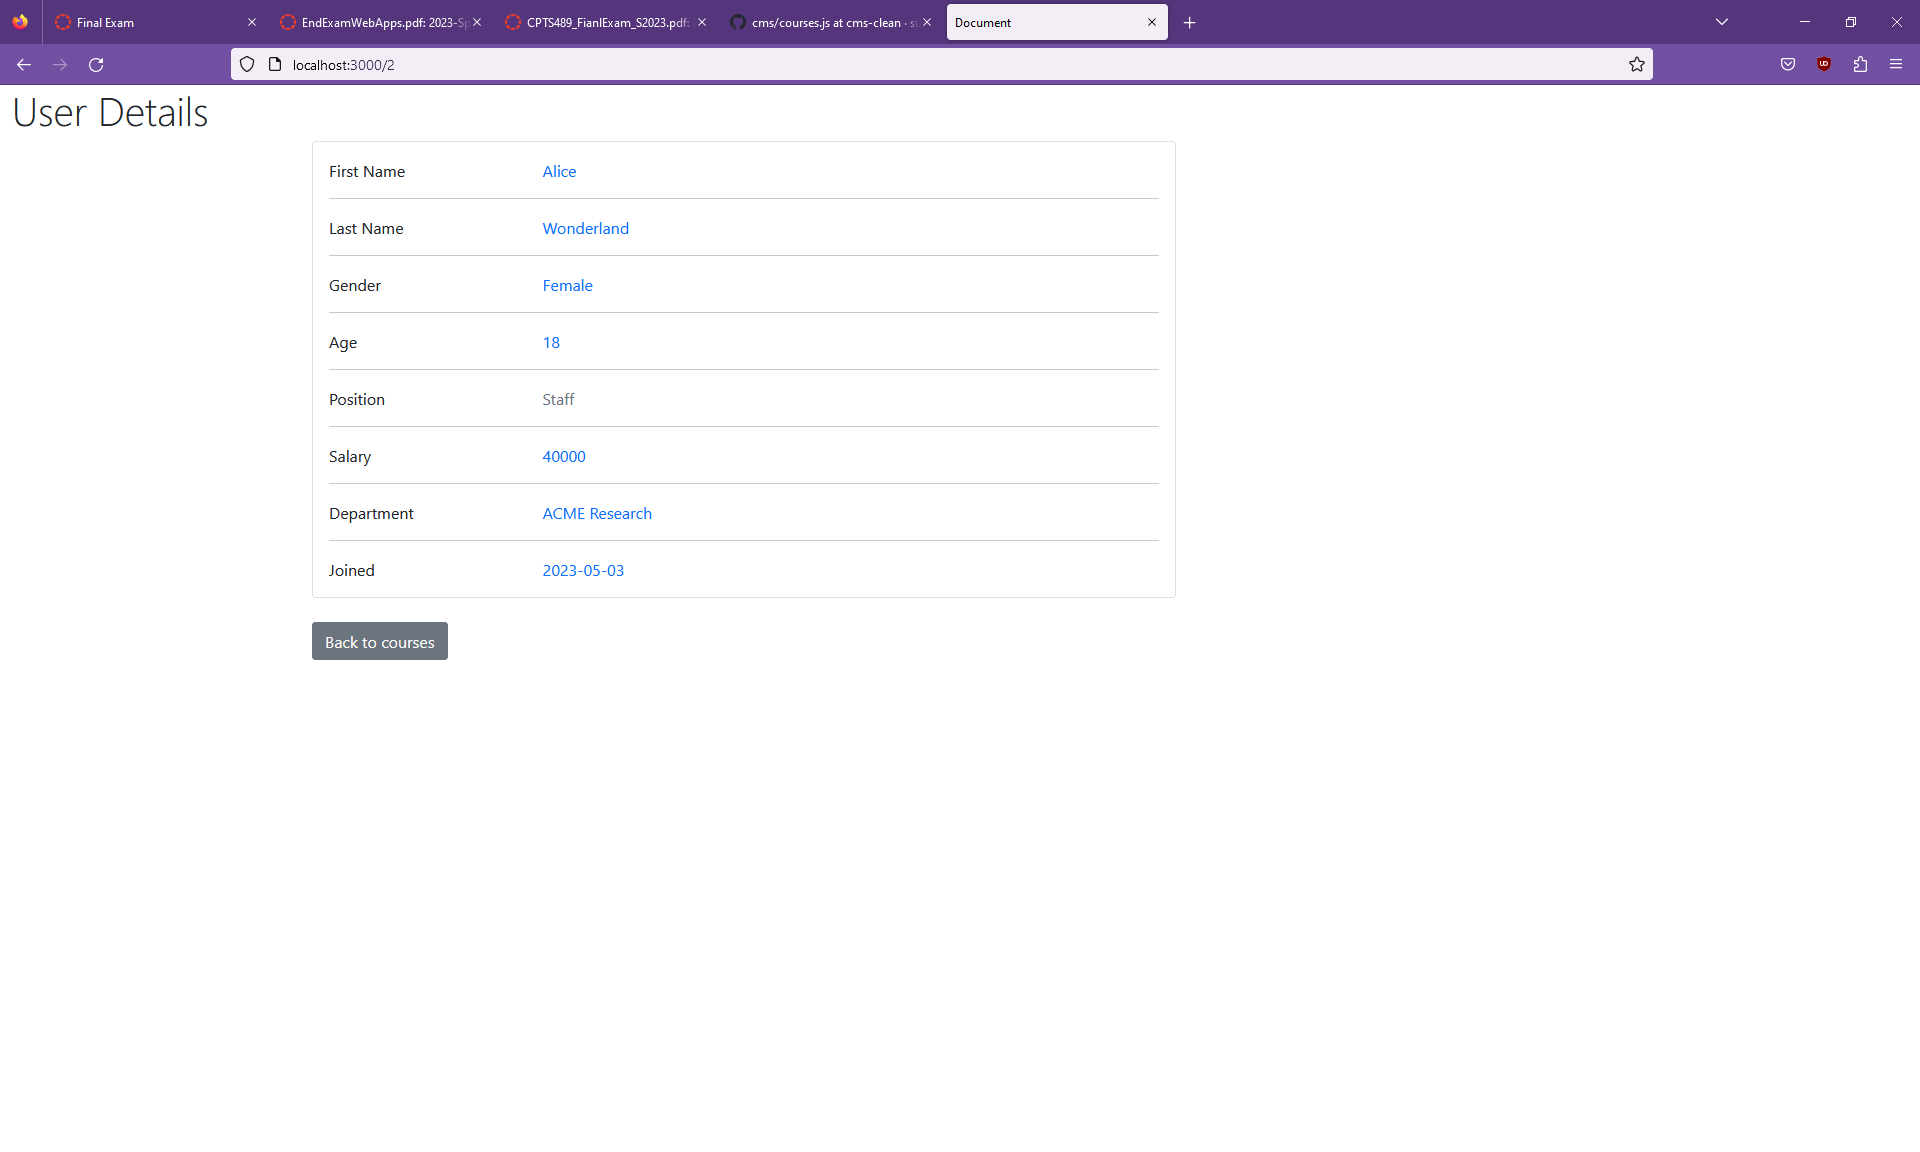 Final Exam
EndExamWebApps.pdf: 2023-Sp
CPTS489_FianlExam_S2023.pdf:
cms/courses.js at cms-clean · su
Document
localhost:3000/2
User Details
First Name Alice
Last Name Wonderland
Gender Female
Age 18
Position Staff
Salary 40000
Department ACME Research
Joined 2023-05-03
Back to courses